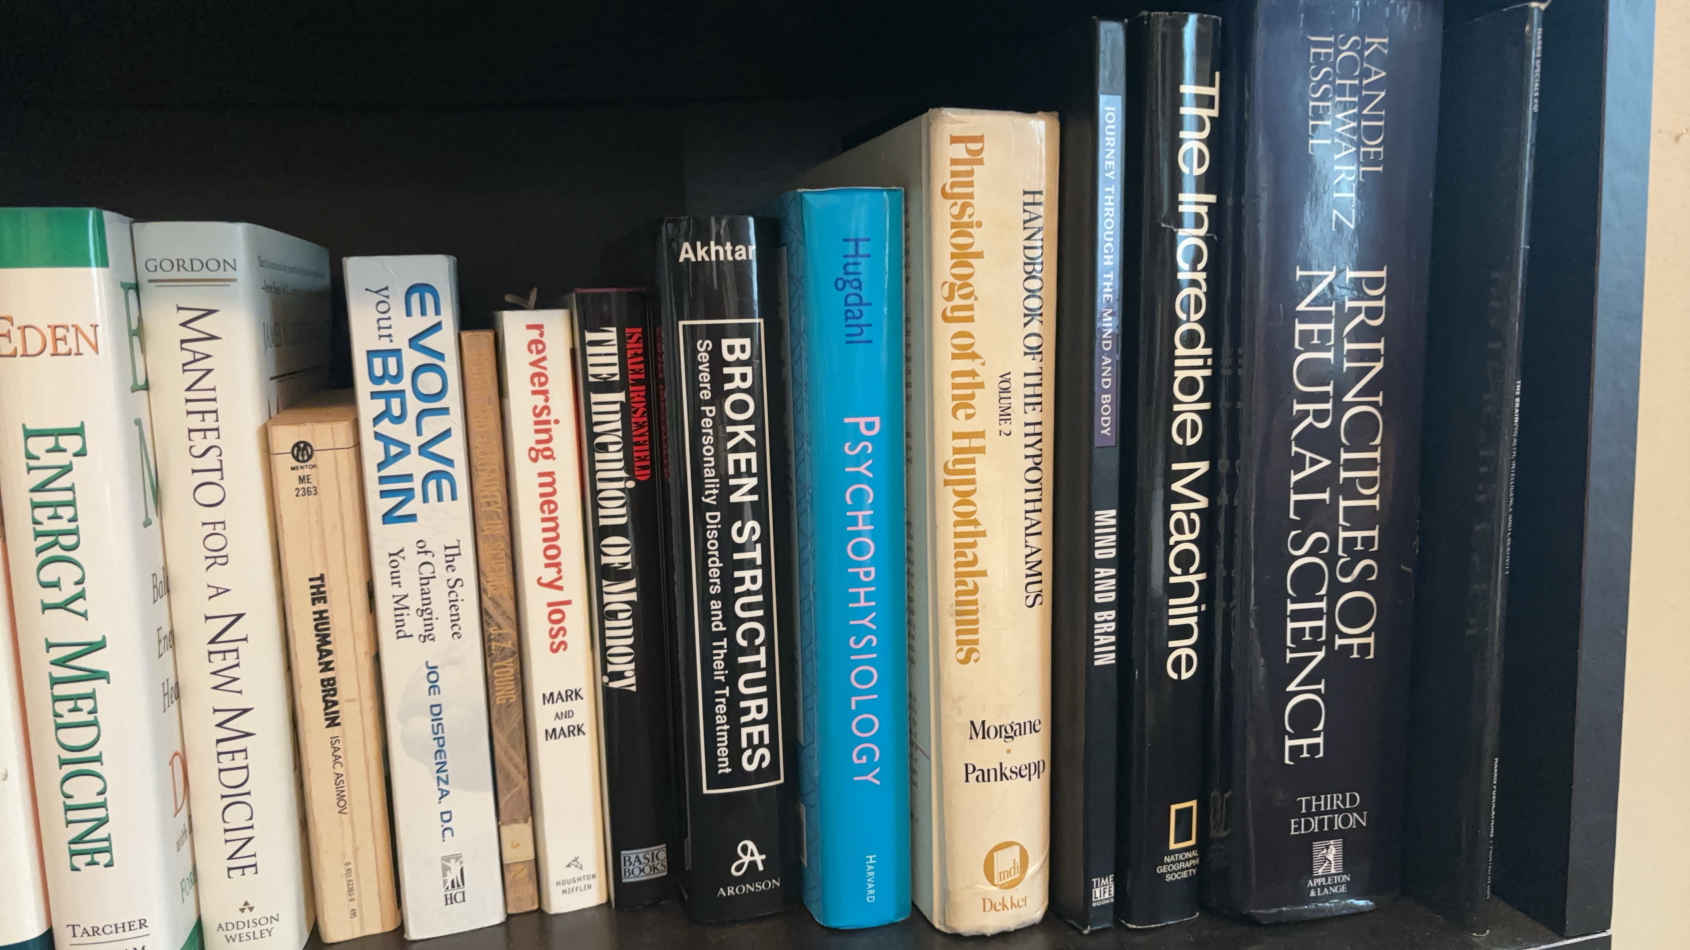 EDEN
ENERGY MEDICINE
TARCHER
GORDON
MANIFESTO FOR A NEW MEDICINE
ADDISON
WESLEY
MENTOR
ME
2363
THE HUMAN BRAIN ISAAC ASIMOV
EVOLVE
your BRAIN
The Science
of Changing
Your Mind
JOE DISPENZA, D.C.
HCI
J. Z. YOUNG
reversing memory loss
MARK
AND
MARK
HOUGHTON
MIFFLIN
ISRAEL ROSENFIELD
THE Invention OF Memory
BASIC
BOOKS
Akhtar
BROKEN STRUCTURES
Severe Personality Disorders and Their Treatment
ARONSON
Hugdahl
PSYCHOPHYSIOLOGY
HARVARD
HANDBOOK OF THE HYPOTHALAMUS
VOLUME 2
Physiology of the Hypothalamus
Morgane
Panksepp
mdi
Dekker
JOURNEY THROUGH THE MIND AND BODY
MIND AND BRAIN
TIME
LIFE
BOOKS
The Incredible Machine
NATIONAL
GEOGRAPHIC
SOCIETY
KANDEL
SCHWARTZ
JESSELL
PRINCIPLES OF
NEURAL SCIENCE
THIRD
EDITION
APPLETON
& LANGE